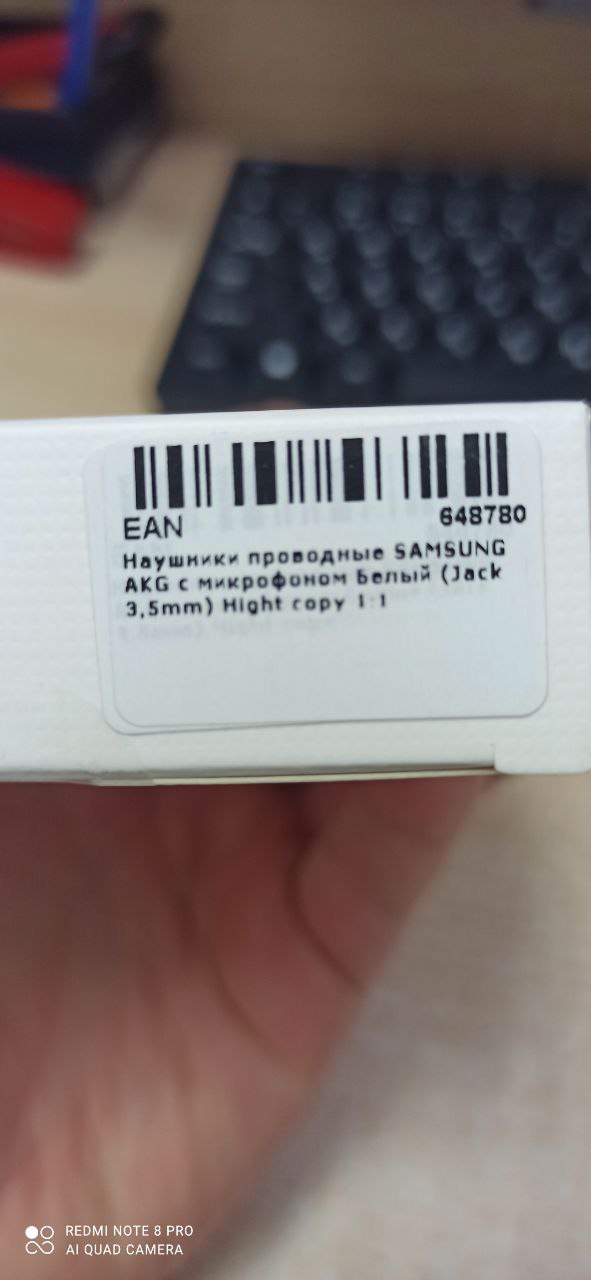 EAN 648780
Наушники проводные SAMSUNG
AKG с микрофоном Белый (Jack
3,5mm) Hight copy 1:1
REDMI NOTE 8 PRO
AI QUAD CAMERA